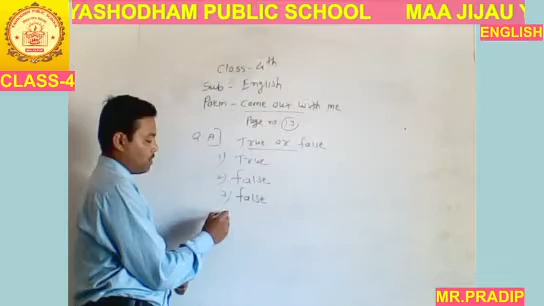 YASHODHAM PUBLIC SCHOOL MAA JIJAU
ENGLISH
CLASS-4
Class - 4th
Sub - English
Poem - Come out with me
Page no 13
Q A] True or false
1) True
2) false
3) false
MR.PRADIP